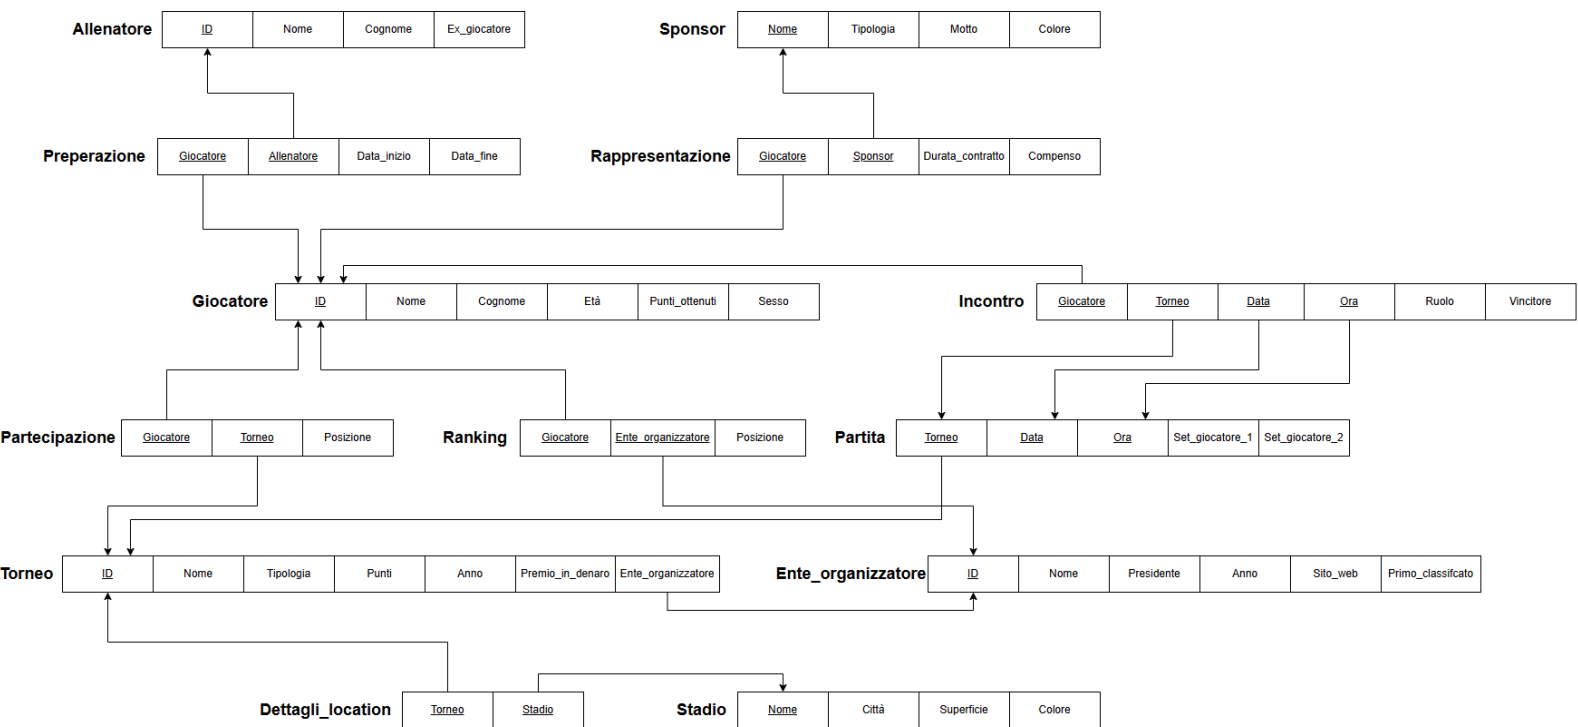 Allenatore ID Nome Cognome Ex_giocatore Sponsor Nome Tipologia Motto Colore
Preperazione Giocatore Allenatore Data_inizio Data_fine Rappresentazione Giocatore Sponsor Durata_contratto Compenso
Giocatore ID Nome Cognome Età Punti_ottenuti Sesso Incontro Giocatore Torneo Data Ora Ruolo Vincitore
Partecipazione Giocatore Torneo Posizione Ranking Giocatore Ente_organizzatore Posizione Partita Torneo Data Ora Set_giocatore_1 Set_giocatore_2
Torneo ID Nome Tipologia Punti Anno Premio_in_denaro Ente_organizzatore Ente_organizzatore ID Nome Presidente Anno Sito_web Primo_classifcato
Dettagli_location Torneo Stadio Stadio Nome Città Superficie Colore